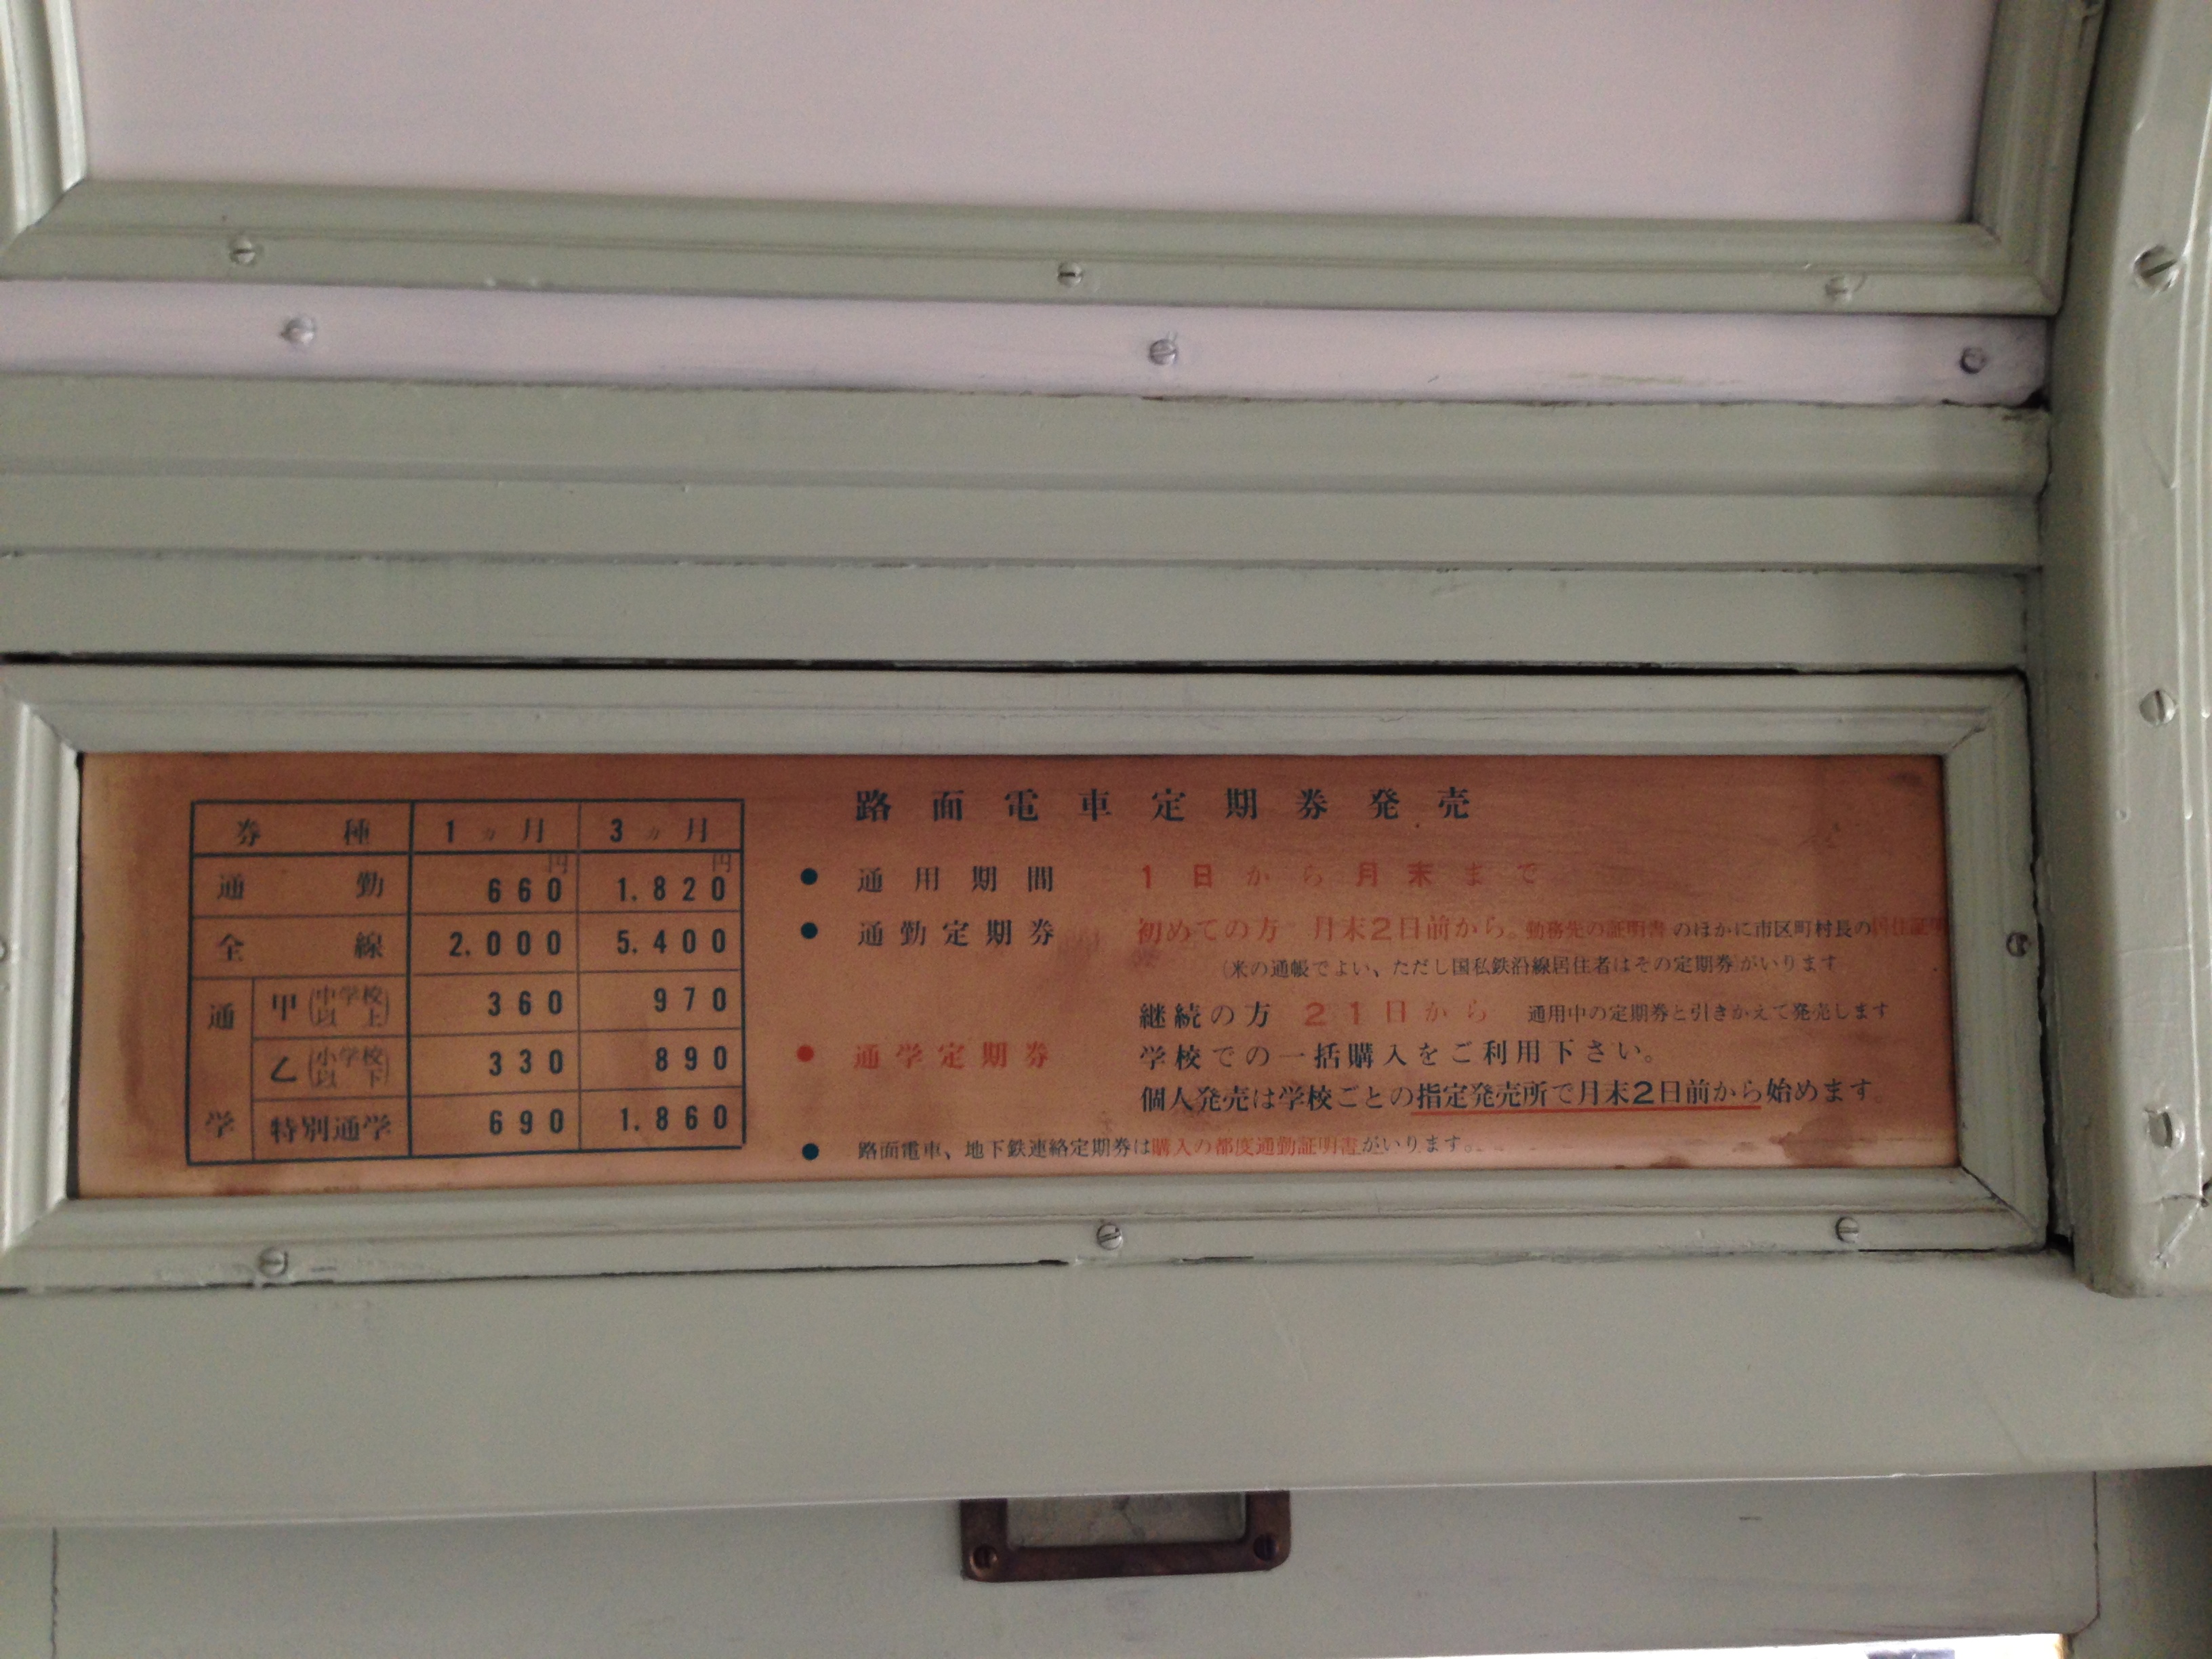 券種 1ヵ月 3ヵ月
通勤 660円 1.820円
全線 2.000 5.400
通学 甲(中学校以上) 360 970
乙(小学校以下) 330 890
特別通学 690 1.860
路面電車定期券発売
● 通用期間 1日から月末まで
● 通勤定期券 初めての方 月末2日前から。勤務先の証明書のほかに市区町村長の居住証明
(米の通帳でよい、ただし国私鉄沿線居住者はその定期券)がいります
継続の方 21日から 通用中の定期券と引きかえて発売します
● 通学定期券 学校での一括購入をご利用下さい。
個人発売は学校ごとの指定発売所で月末2日前から始めます
● 路面電車、地下鉄連絡定期券は購入の都度通勤証明書がいります。